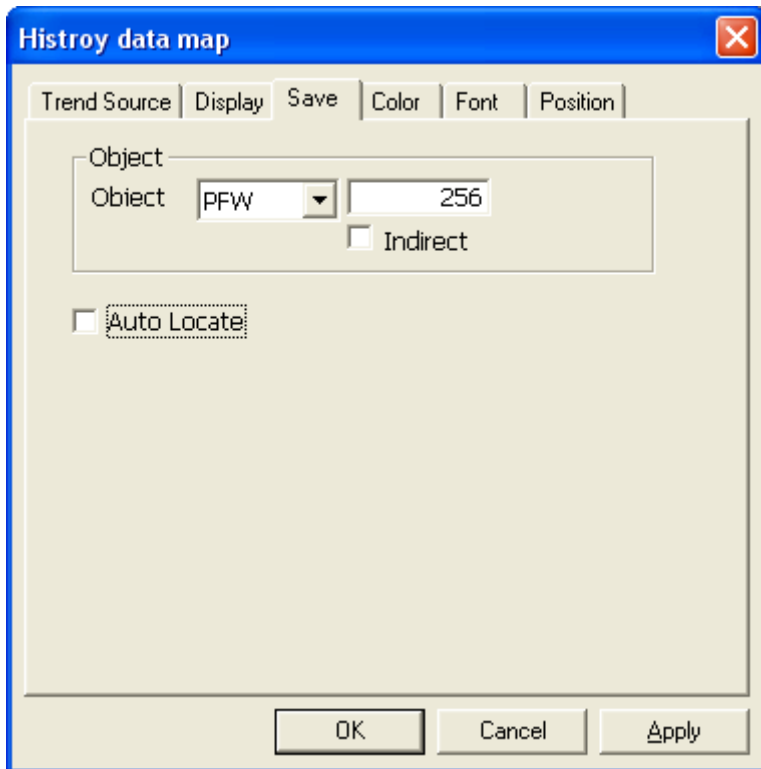 Histroy data map
Trend Source Display Save Color Font Position
Object
Obiect PFW 256
Indirect
Auto Locate
OK Cancel Apply